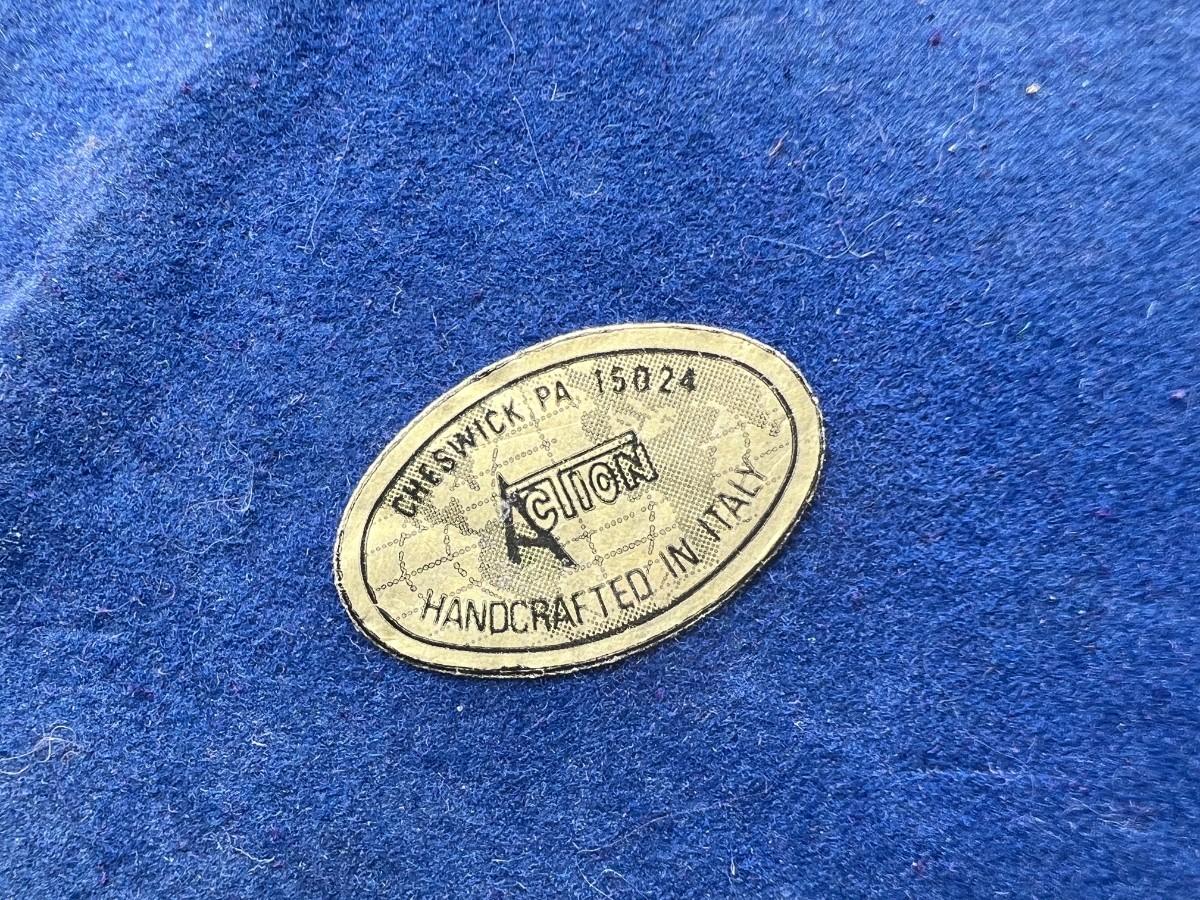 CHESWICK, PA 15024
ACTION
HANDCRAFTED IN ITALY